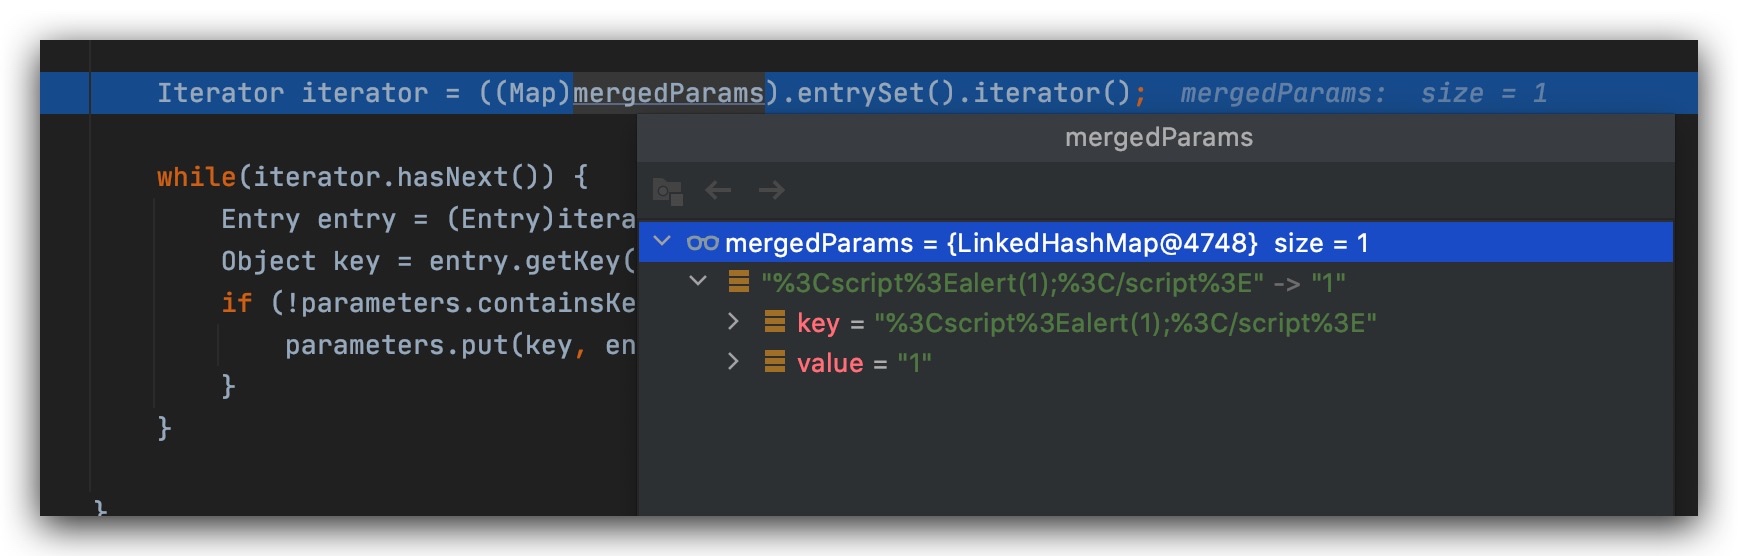 Iterator iterator = ((Map)mergedParams).entrySet().iterator(); mergedParams: size = 1
mergedParams
while(iterator.hasNext()) {
Entry entry = (Entry)itera
Object key = entry.getKey(
if (!parameters.containsKe
parameters.put(key, en
}
}
}
mergedParams = {LinkedHashMap@4748} size = 1
"%3Cscript%3Ealert(1);%3C/script%3E" -> "1"
key = "%3Cscript%3Ealert(1);%3C/script%3E"
value = "1"